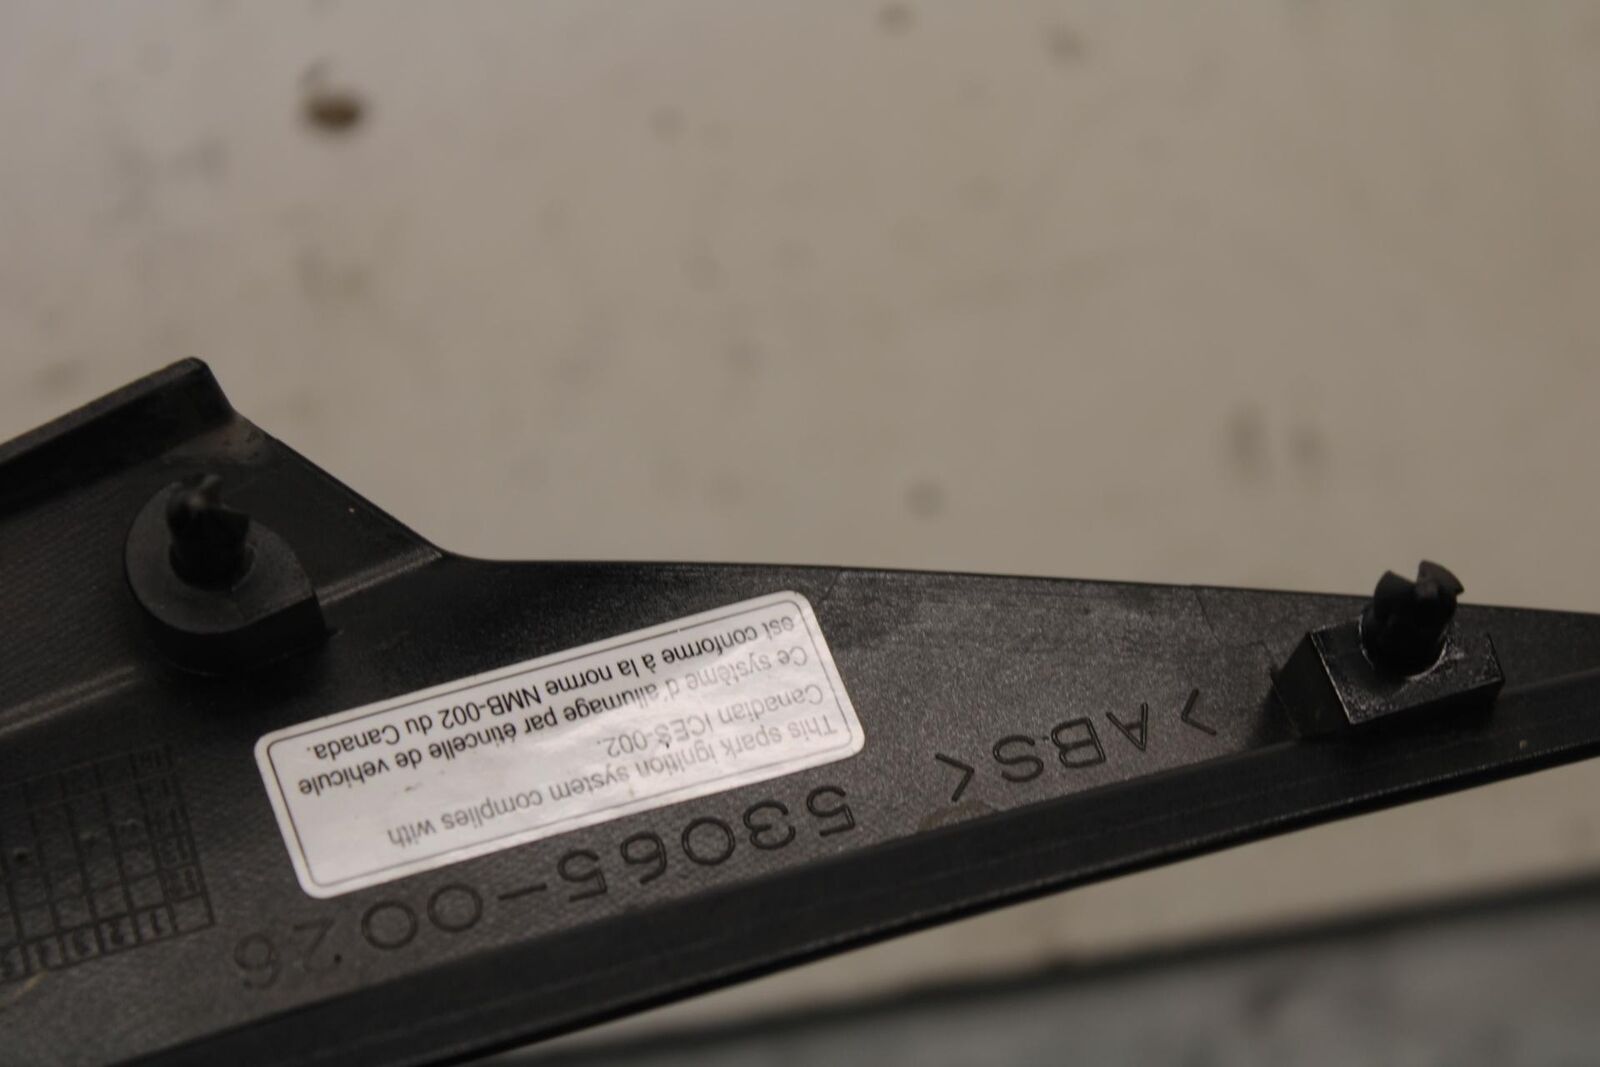 >ABS<
53065-0026
This spark ignition system complies with
Canadian ICES-002.
Ce système d'allumage par étincelle de vehicule
est conforme à la norme NMB-002 du Canada.